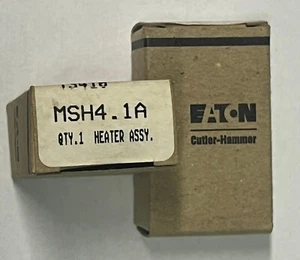 MSH4.1A
QTY.1 HEATER ASSY.
EATON
Cutler-Hammer